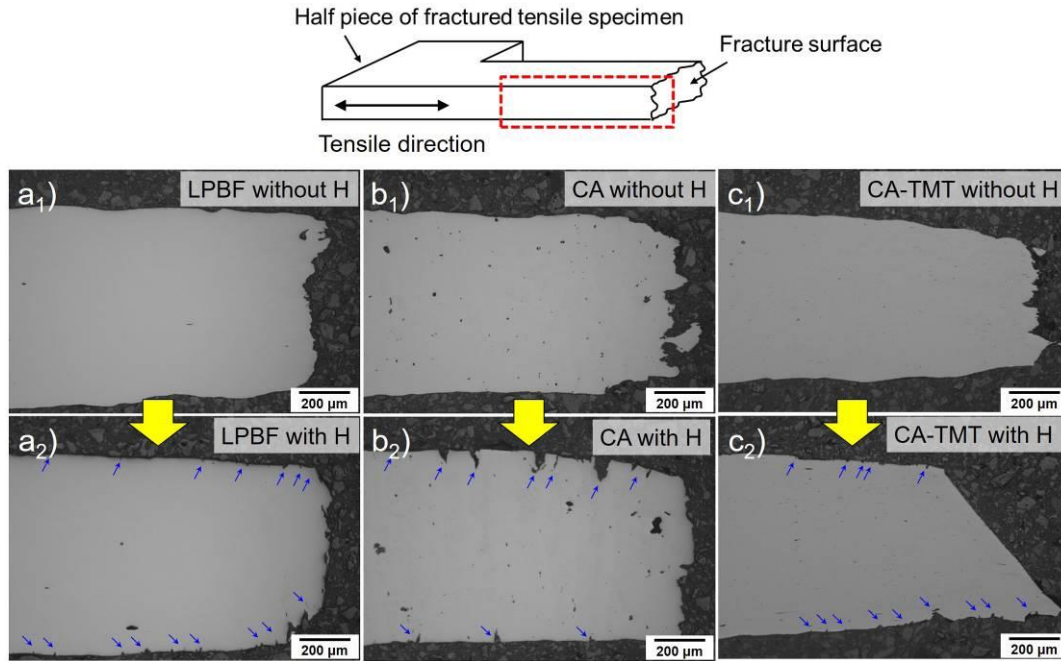 Half piece of fractured tensile specimen
Fracture surface
Tensile direction
a₁) LPBF without H
200 µm
b₁) CA without H
200 µm
c₁) CA-TMT without H
200 µm
a₂) LPBF with H
200 µm
b₂) CA with H
200 µm
c₂) CA-TMT with H
200 µm